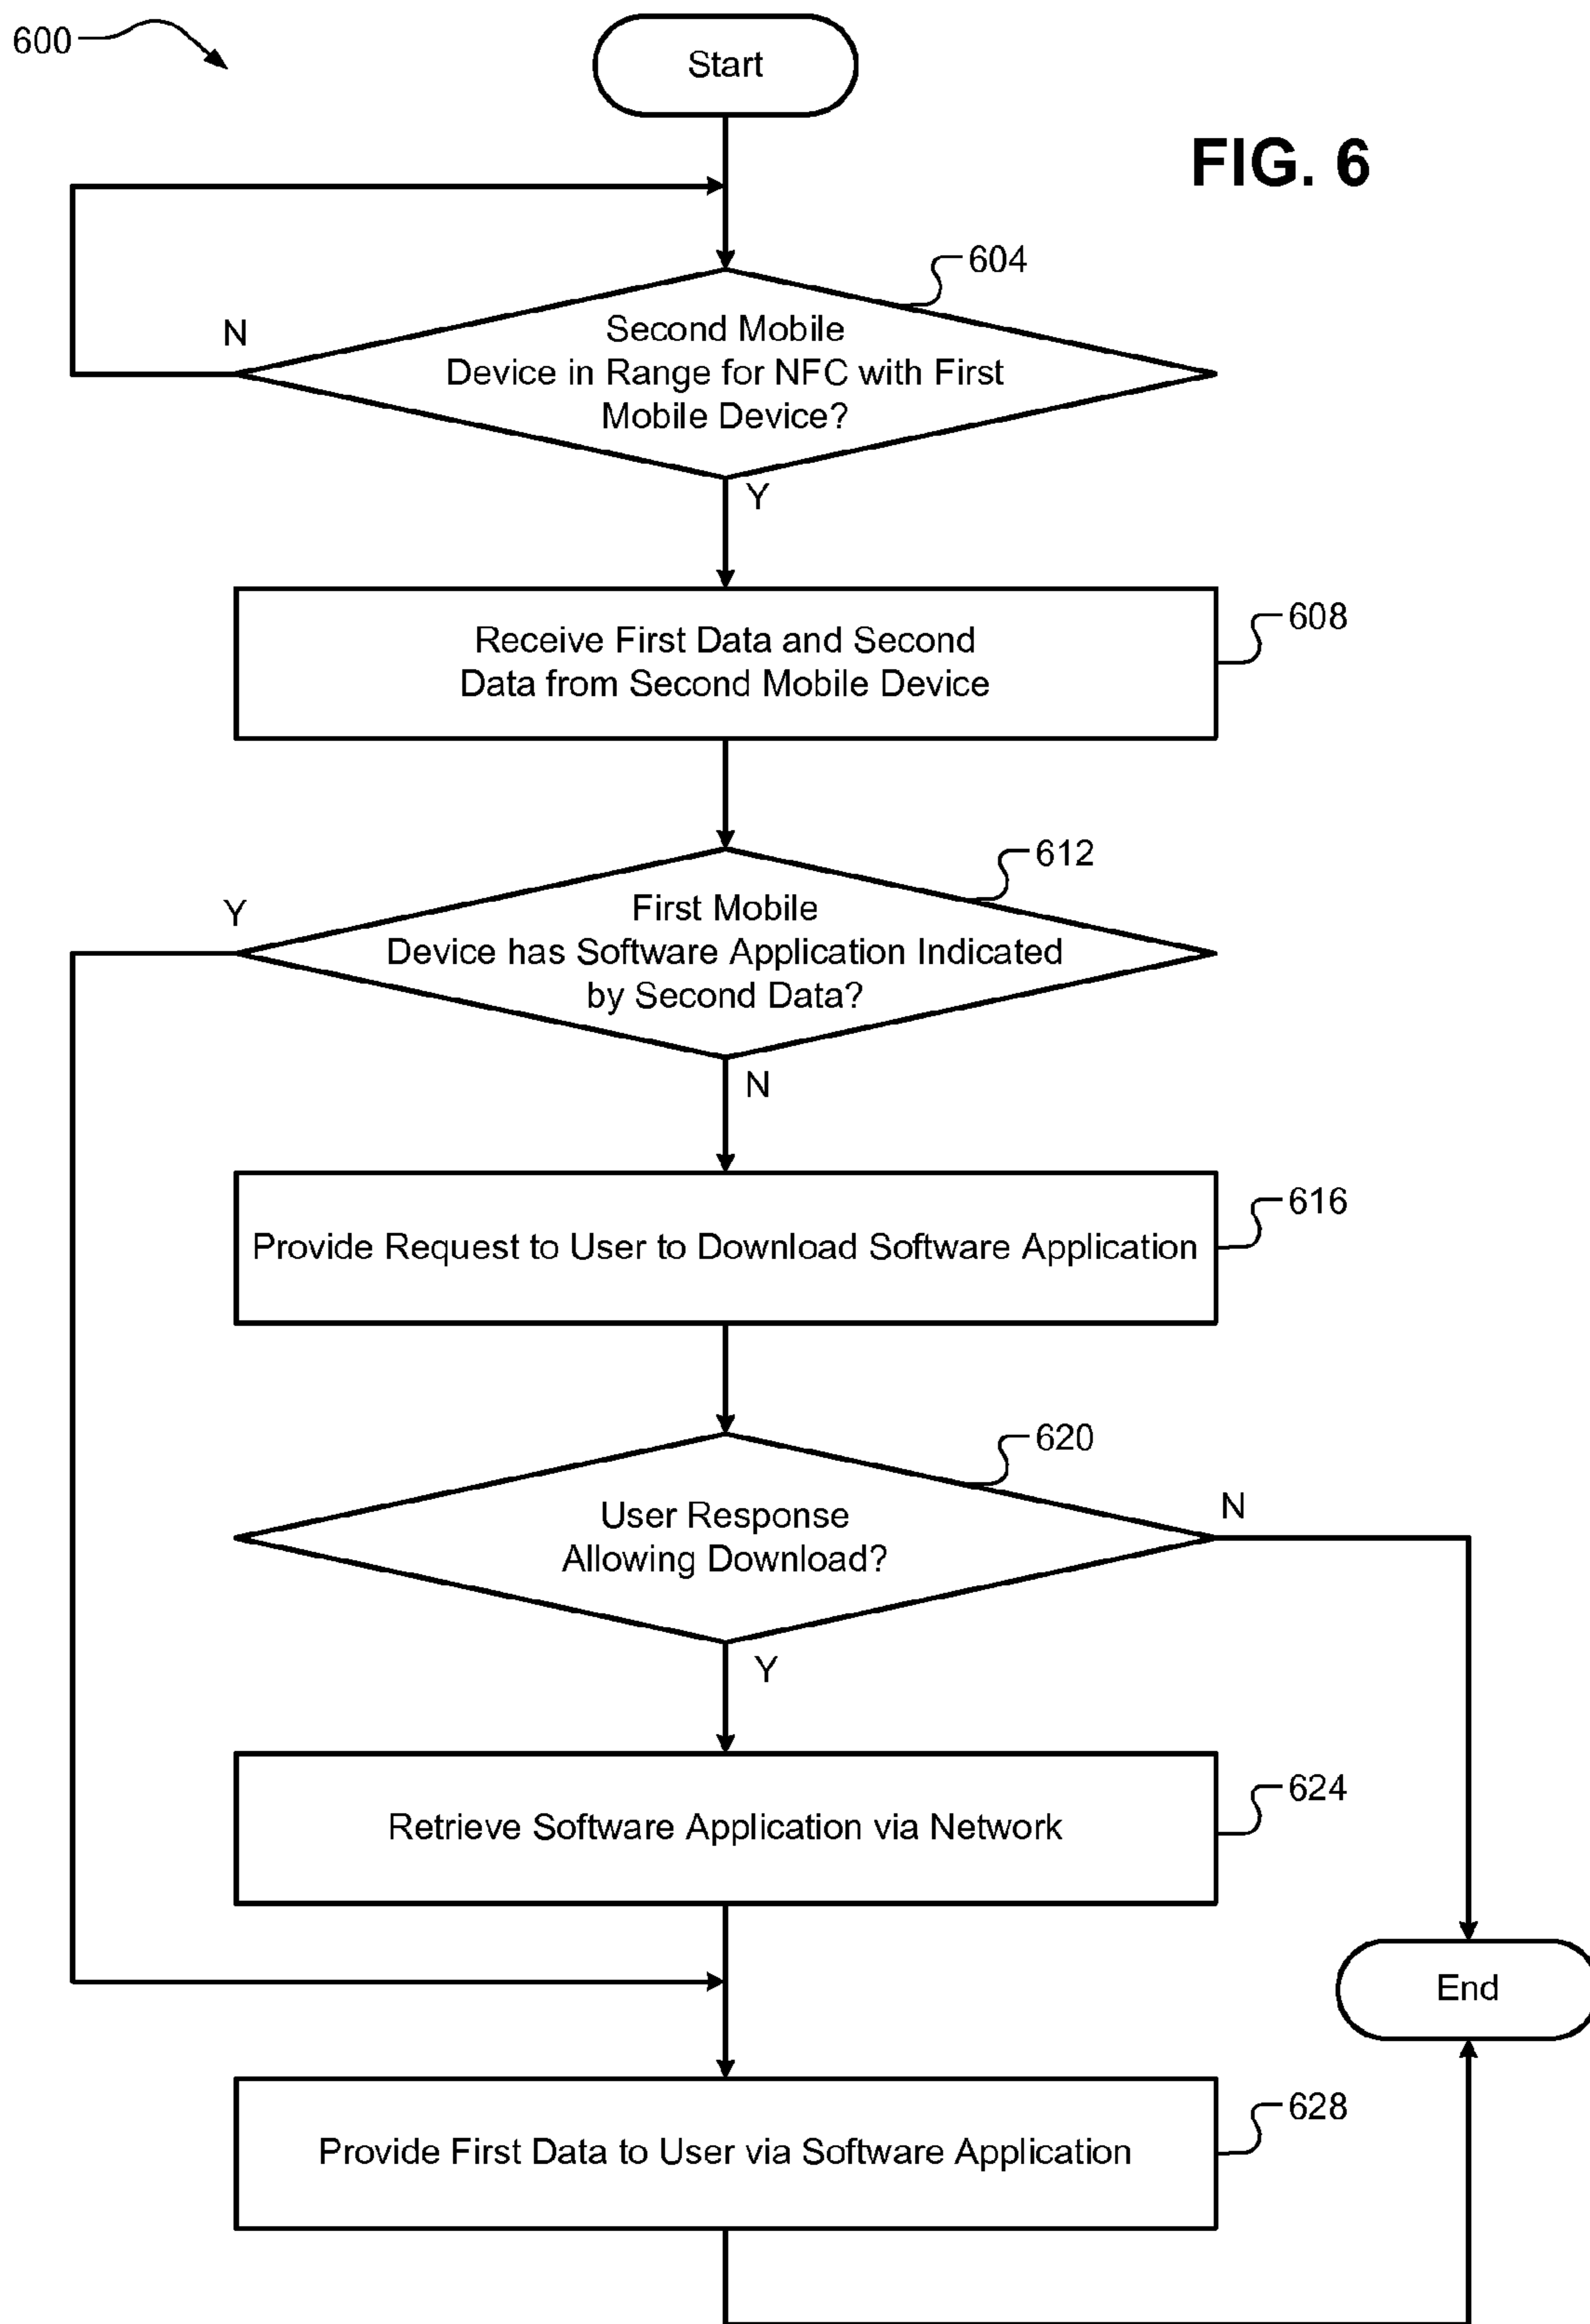 600
Start
FIG. 6
604
Second Mobile
Device in Range for NFC with First
Mobile Device?
N
Y
Receive First Data and Second
Data from Second Mobile Device
608
612
First Mobile
Device has Software Application Indicated
by Second Data?
Y
N
Provide Request to User to Download Software Application
616
620
User Response
Allowing Download?
N
Y
Retrieve Software Application via Network
624
End
Provide First Data to User via Software Application
628